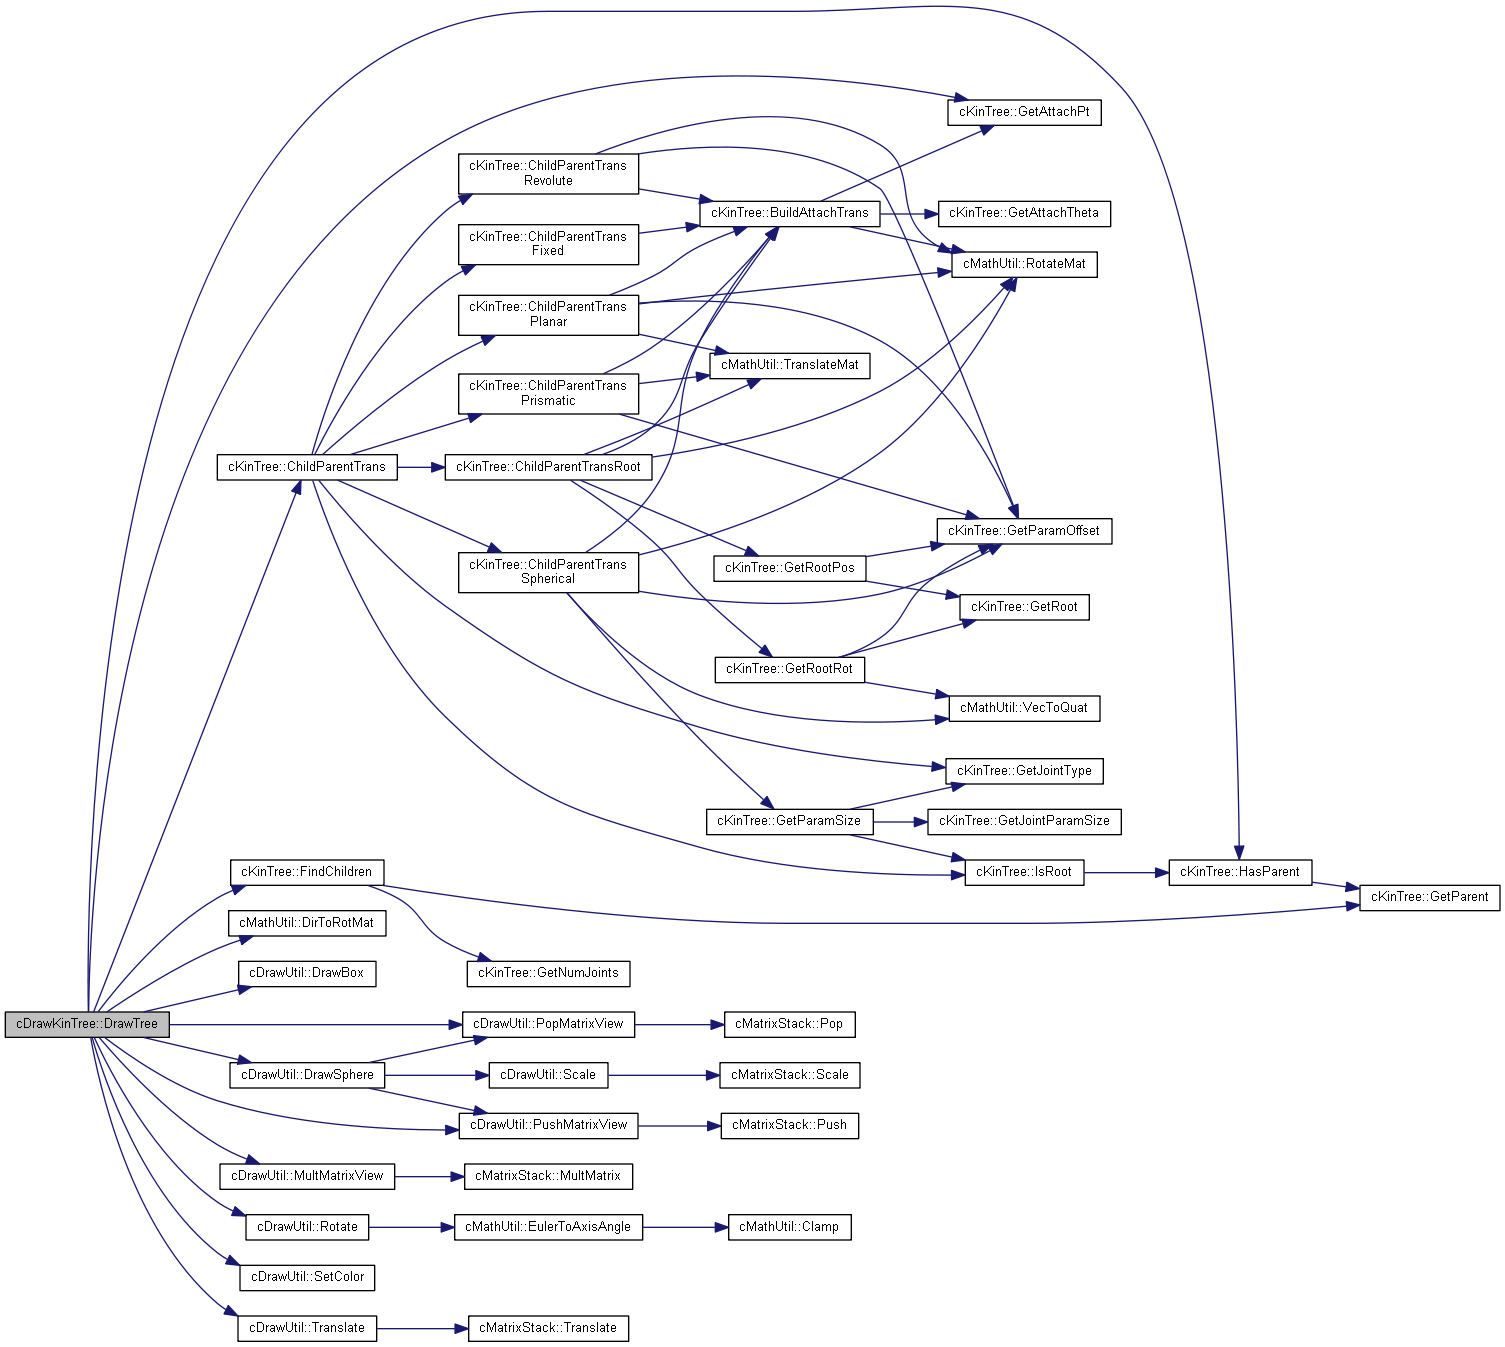 cKinTree::GetAttachPt
cKinTree::ChildParentTrans
Revolute
cKinTree::BuildAttachTrans
cKinTree::GetAttachTheta
cKinTree::ChildParentTrans
Fixed
cMathUtil::RotateMat
cKinTree::ChildParentTrans
Planar
cMathUtil::TranslateMat
cKinTree::ChildParentTrans
Prismatic
cKinTree::ChildParentTrans
cKinTree::ChildParentTransRoot
cKinTree::GetParamOffset
cKinTree::ChildParentTrans
Spherical
cKinTree::GetRootPos
cKinTree::GetRoot
cKinTree::GetRootRot
cMathUtil::VecToQuat
cKinTree::GetJointType
cKinTree::GetParamSize
cKinTree::GetJointParamSize
cKinTree::FindChildren
cKinTree::IsRoot
cKinTree::HasParent
cKinTree::GetParent
cMathUtil::DirToRotMat
cDrawUtil::DrawBox
cKinTree::GetNumJoints
cDrawKinTree::DrawTree
cDrawUtil::PopMatrixView
cMatrixStack::Pop
cDrawUtil::DrawSphere
cDrawUtil::Scale
cMatrixStack::Scale
cDrawUtil::PushMatrixView
cMatrixStack::Push
cDrawUtil::MultMatrixView
cMatrixStack::MultMatrix
cDrawUtil::Rotate
cMathUtil::EulerToAxisAngle
cMathUtil::Clamp
cDrawUtil::SetColor
cDrawUtil::Translate
cMatrixStack::Translate